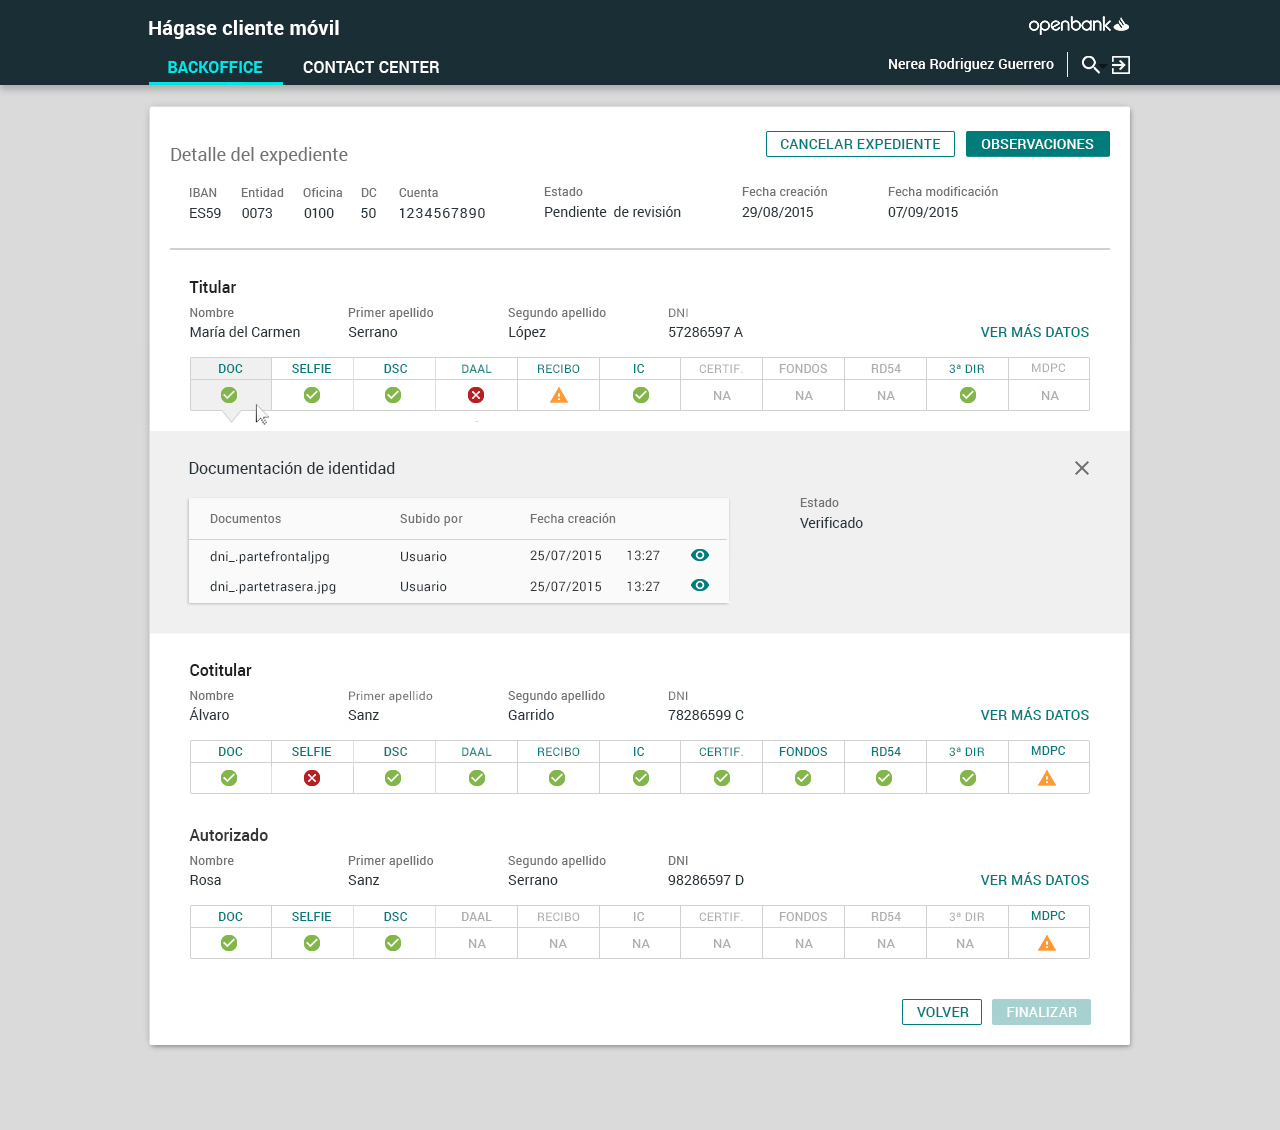 Hágase cliente móvil
openbank
BACKOFFICE CONTACT CENTER
Nerea Rodriguez Guerrero
Detalle del expediente
CANCELAR EXPEDIENTE OBSERVACIONES
IBAN Entidad Oficina DC Cuenta Estado Fecha creación Fecha modificación
ES59 0073 0100 50 1234567890 Pendiente de revisión 29/08/2015 07/09/2015
Titular
Nombre Primer apellido Segundo apellido DNI
María del Carmen Serrano López 57286597 A VER MÁS DATOS
DOC SELFIE DSC DAAL RECIBO IC CERTIF. FONDOS RD54 3ª DIR MDPC
NA NA NA NA
Documentación de identidad
Documentos Subido por Fecha creación
Estado
Verificado
dni_.partefrontaljpg Usuario 25/07/2015 13:27
dni_.partetrasera.jpg Usuario 25/07/2015 13:27
Cotitular
Nombre Primer apellido Segundo apellido DNI
Álvaro Sanz Garrido 78286599 C VER MÁS DATOS
DOC SELFIE DSC DAAL RECIBO IC CERTIF. FONDOS RD54 3ª DIR MDPC
Autorizado
Nombre Primer apellido Segundo apellido DNI
Rosa Sanz Serrano 98286597 D VER MÁS DATOS
DOC SELFIE DSC DAAL RECIBO IC CERTIF. FONDOS RD54 3ª DIR MDPC
NA NA NA NA NA NA NA
VOLVER FINALIZAR